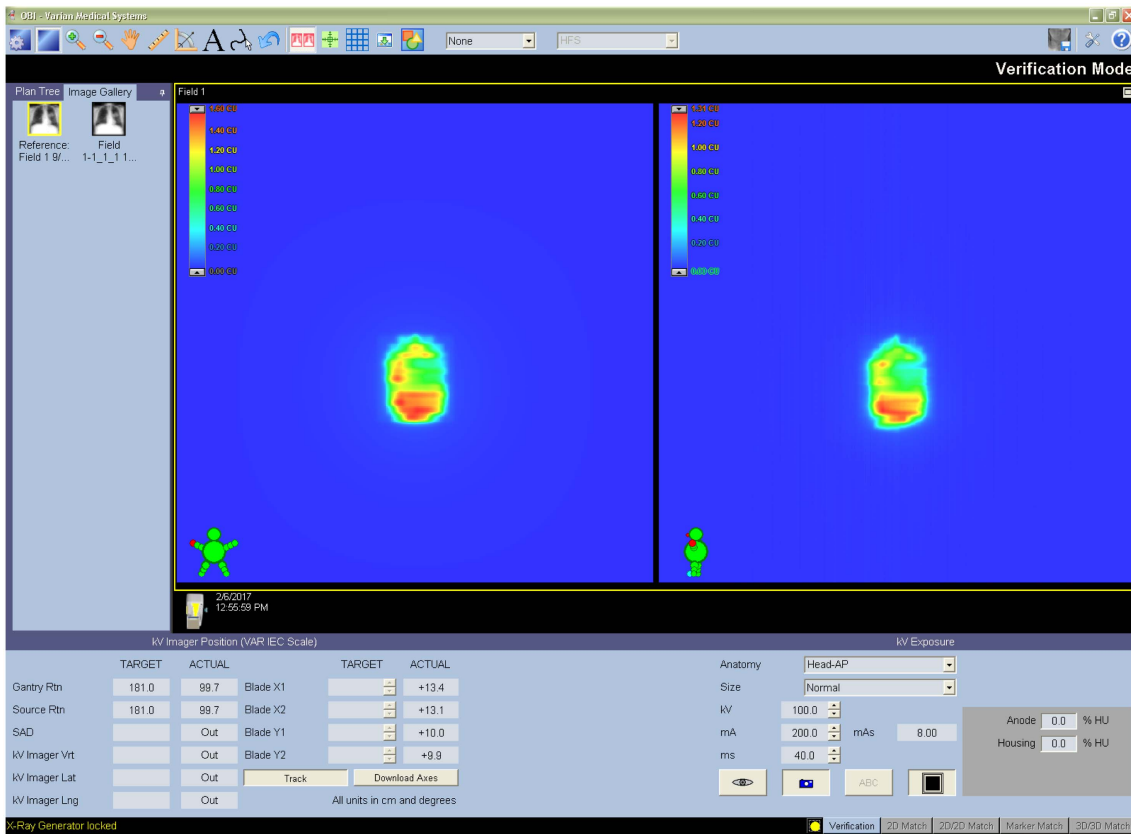 OBI - Varian Medical Systems
A
None
HFS
?
Verification Mode
Plan Tree
Image Gallery
Field 1
Reference:
Field 1 9/...
Field
1-1_1_1 1...
1.60 CU
1.40 CU
1.20 CU
1.00 CU
0.80 CU
0.60 CU
0.40 CU
0.20 CU
0.00 CU
1.31 CU
1.20 CU
1.00 CU
0.80 CU
0.60 CU
0.40 CU
0.20 CU
0.00 CU
2/6/2017
12:55:59 PM
kV Imager Position (VAR IEC Scale)
TARGET ACTUAL TARGET ACTUAL
Gantry Rtn 181.0 99.7 Blade X1 +13.4
Source Rtn 181.0 99.7 Blade X2 +13.1
SAD Out Blade Y1 +10.0
kV Imager Vrt Out Blade Y2 +9.9
kV Imager Lat Out Track Download Axes
kV Imager Lng Out All units in cm and degrees
kV Exposure
Anatomy Head-AP
Size Normal
kV 100.0
mA 200.0 mAs 8.00
ms 40.0
ABC
Anode 0.0 % HU
Housing 0.0 % HU
X-Ray Generator locked
Verification 2D Match 2D/2D Match Marker Match 3D/3D Match